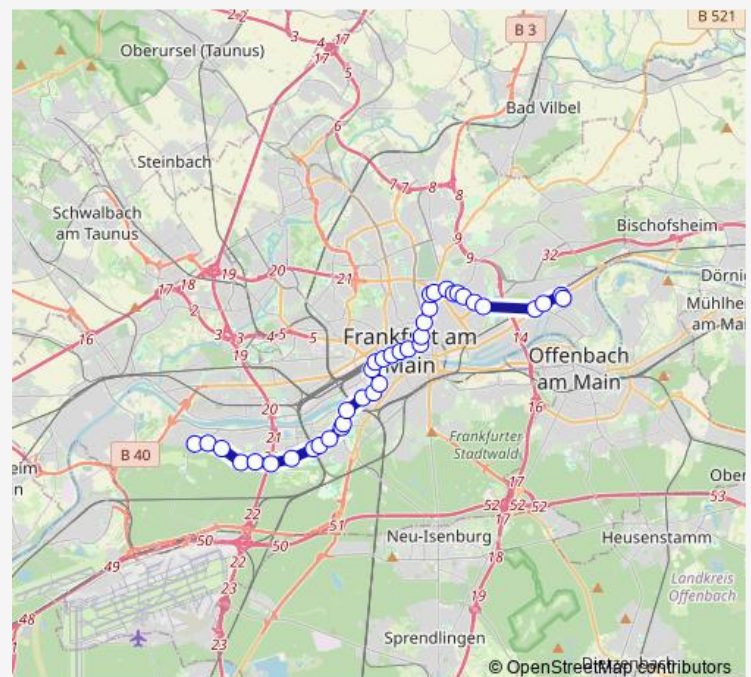 B 521
2 2
3
4 17
17
B 3
Oberursel (Taunus)
5
Bad Vilbel
6
Steinbach
7 7
8
8
Schwalbach
am Taunus
9
9
Bischofsheim
32
19
20
21
17
18
2
Dörni
Mühlhe
am Ma
3
3
4
5
5
16
19
Frankfurt am
Main
14
Offenbach
am Main
20
16
21
B 40
eim
n
Frankfurter
Stadtwald
Ober
17
22
52
52
52
53
50
50
51
17
49
22
Neu-Isenburg
18
Heusenstamm
23
Landkreis
Offenbach
48
23
19
Sprendlingen
Dietzenbach
© OpenStreetMap contributors